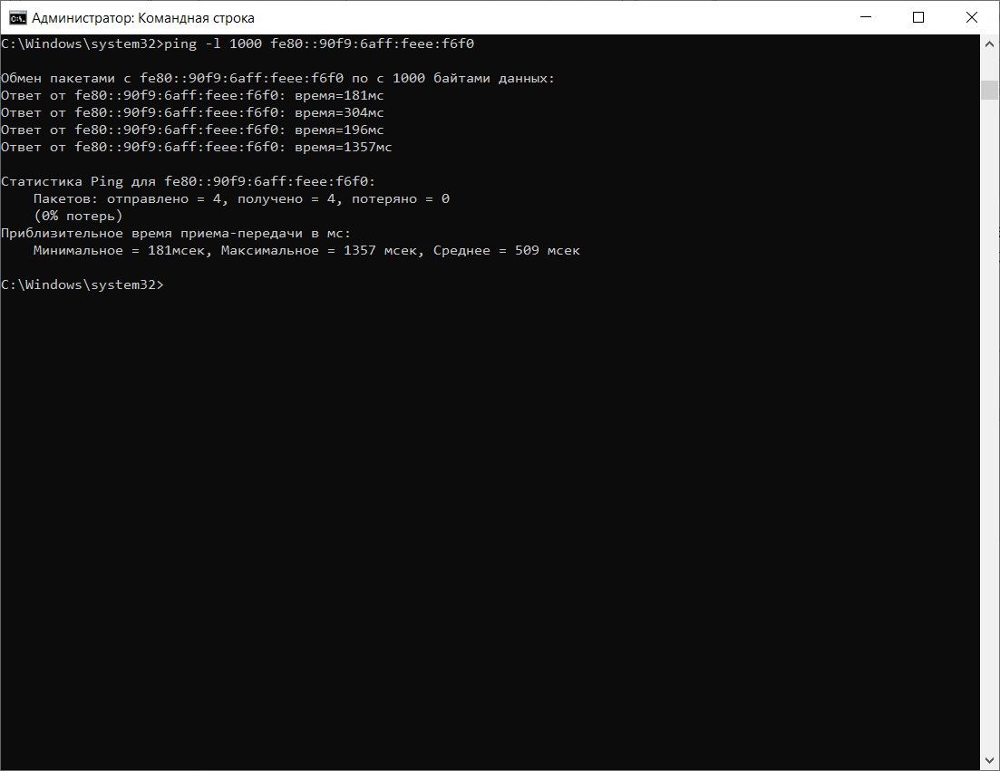 Администратор: Командная строка
C:\Windows\system32>ping -l 1000 fe80::90f9:6aff:feee:f6f0
Обмен пакетами с fe80::90f9:6aff:feee:f6f0 по с 1000 байтами данных:
Ответ от fe80::90f9:6aff:feee:f6f0: время=181мс
Ответ от fe80::90f9:6aff:feee:f6f0: время=304мс
Ответ от fe80::90f9:6aff:feee:f6f0: время=196мс
Ответ от fe80::90f9:6aff:feee:f6f0: время=1357мс
Статистика Ping для fe80::90f9:6aff:feee:f6f0:
    Пакетов: отправлено = 4, получено = 4, потеряно = 0
    (0% потерь)
Приблизительное время приема-передачи в мс:
    Минимальное = 181мсек, Максимальное = 1357 мсек, Среднее = 509 мсек
C:\Windows\system32>